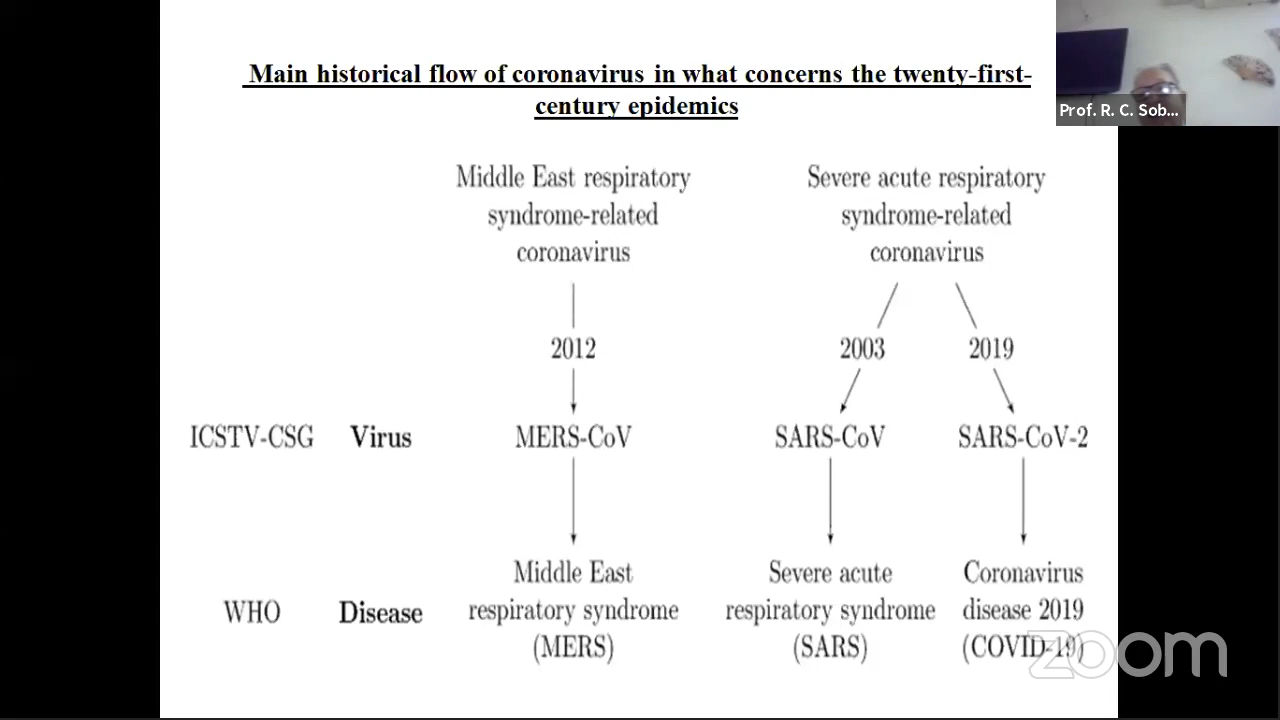 Main historical flow of coronavirus in what concerns the twenty-first-
century epidemics
Prof. R. C. Sob...
Middle East respiratory
syndrome-related
coronavirus
Severe acute respiratory
syndrome-related
coronavirus
2012
2003
2019
ICSTV-CSG
Virus
MERS-CoV
SARS-CoV
SARS-CoV-2
WHO
Disease
Middle East
respiratory syndrome
(MERS)
Severe acute
respiratory syndrome
(SARS)
Coronavirus
disease 2019
(COVID-19)
zoom